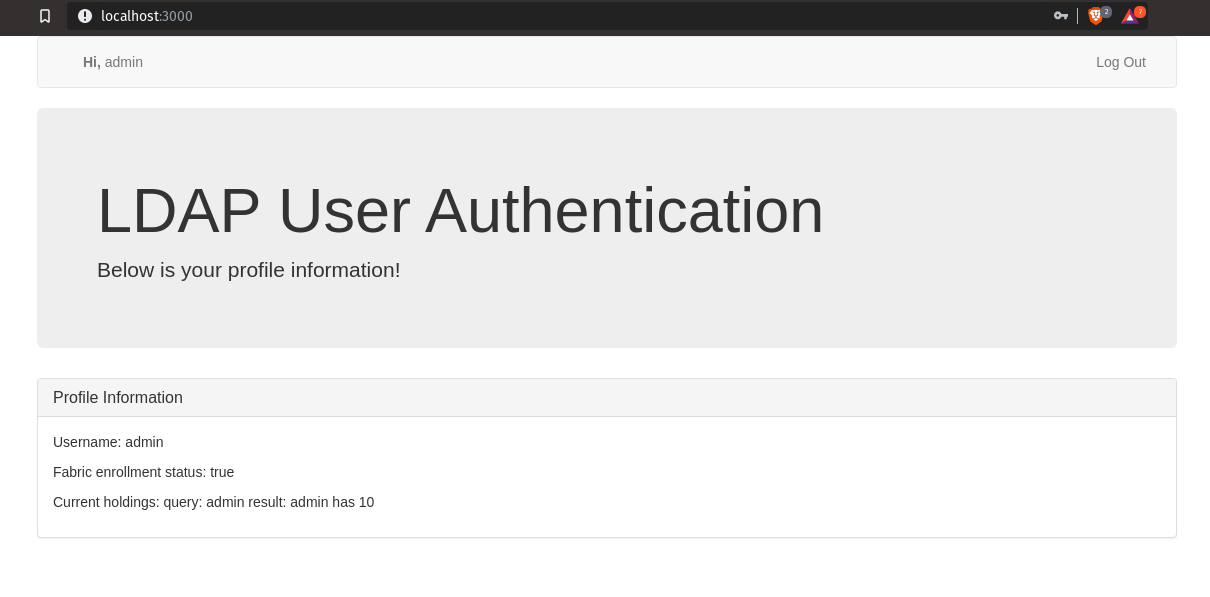 localhost:3000
2
7
Hi, admin
Log Out
LDAP User Authentication
Below is your profile information!
Profile Information
Username: admin
Fabric enrollment status: true
Current holdings: query: admin result: admin has 10